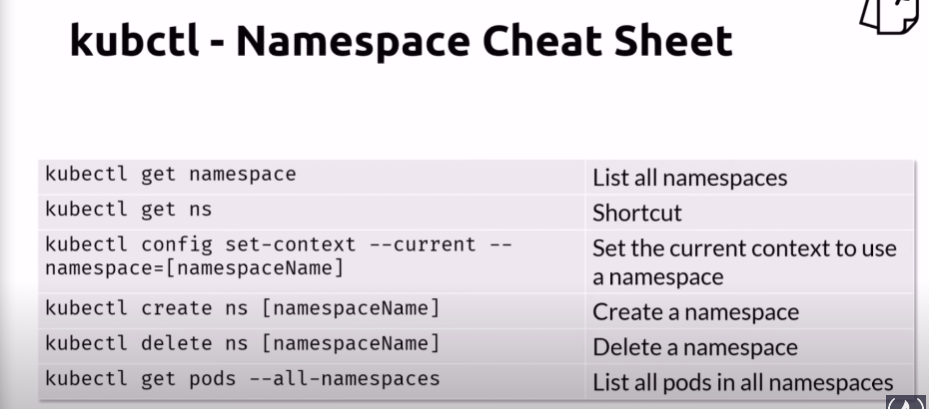 kubctl - Namespace Cheat Sheet
kubectl get namespace
List all namespaces
kubectl get ns
Shortcut
kubectl config set-context --current --
namespace=[namespaceName]
Set the current context to use
a namespace
kubectl create ns [namespaceName]
Create a namespace
kubectl delete ns [namespaceName]
Delete a namespace
kubectl get pods --all-namespaces
List all pods in all namespaces